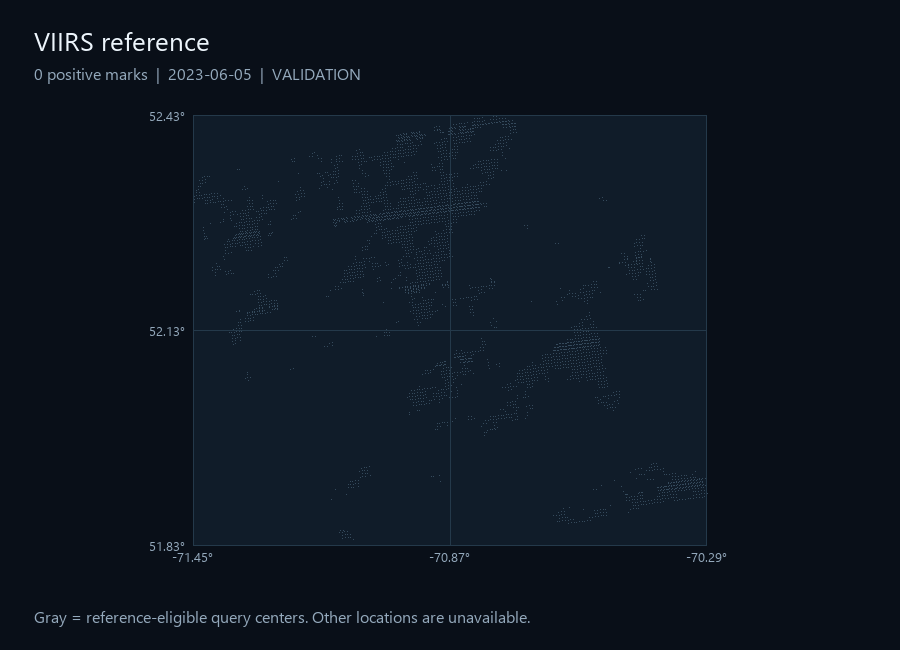 VIIRS reference
0 positive marks | 2023-06-05 | VALIDATION
52.43°
52.13°
51.83°
-71.45°
-70.87°
-70.29°
Gray = reference-eligible query centers. Other locations are unavailable.